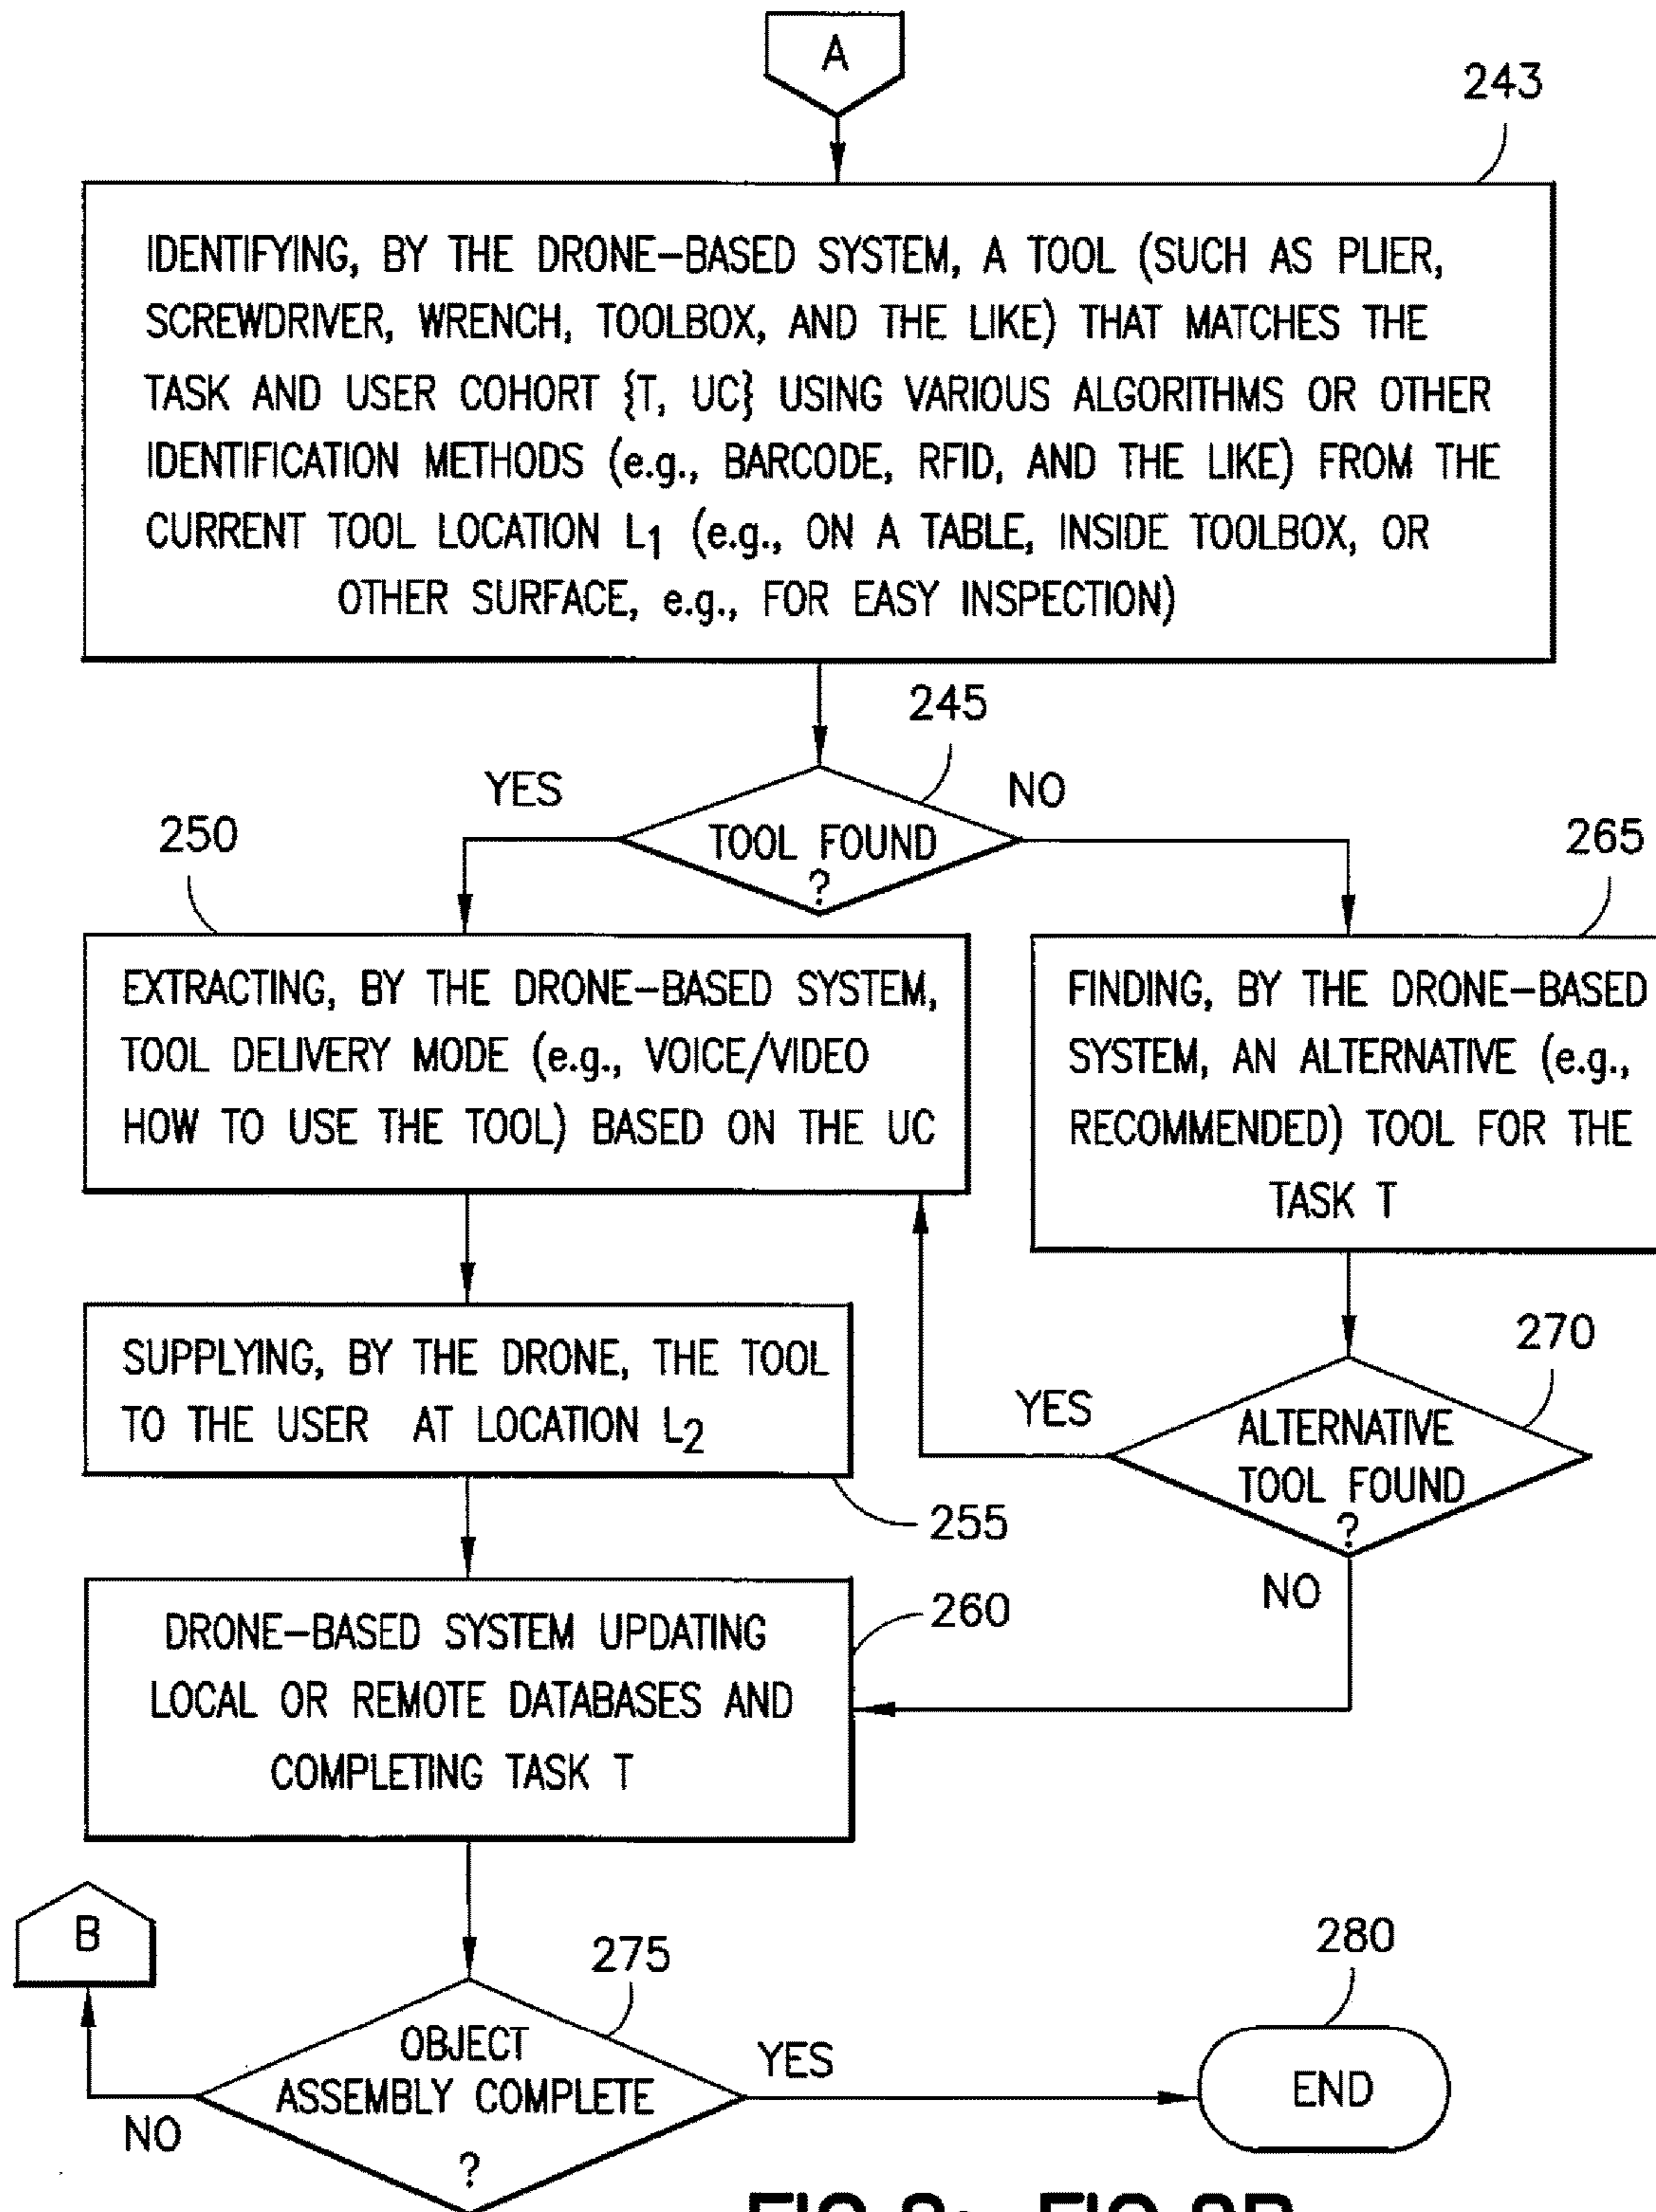 A
243
IDENTIFYING, BY THE DRONE-BASED SYSTEM, A TOOL (SUCH AS PLIER,
SCREWDRIVER, WRENCH, TOOLBOX, AND THE LIKE) THAT MATCHES THE
TASK AND USER COHORT {T, UC} USING VARIOUS ALGORITHMS OR OTHER
IDENTIFICATION METHODS (e.g., BARCODE, RFID, AND THE LIKE) FROM THE
CURRENT TOOL LOCATION L1 (e.g., ON A TABLE, INSIDE TOOLBOX, OR
OTHER SURFACE, e.g., FOR EASY INSPECTION)
245
YES
NO
TOOL FOUND
?
250
265
EXTRACTING, BY THE DRONE-BASED SYSTEM,
TOOL DELIVERY MODE (e.g., VOICE/VIDEO
HOW TO USE THE TOOL) BASED ON THE UC
FINDING, BY THE DRONE-BASED
SYSTEM, AN ALTERNATIVE (e.g.,
RECOMMENDED) TOOL FOR THE
TASK T
SUPPLYING, BY THE DRONE, THE TOOL
TO THE USER AT LOCATION L2
255
270
YES
ALTERNATIVE
TOOL FOUND
?
NO
260
DRONE-BASED SYSTEM UPDATING
LOCAL OR REMOTE DATABASES AND
COMPLETING TASK T
B
275
OBJECT
ASSEMBLY COMPLETE
?
NO
YES
280
END